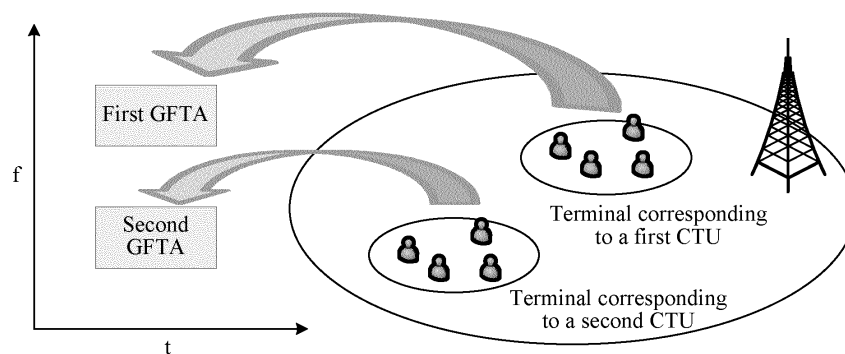 First GFTA
f
Second
GFTA
Terminal corresponding
to a first CTU
Terminal corresponding
to a second CTU
t